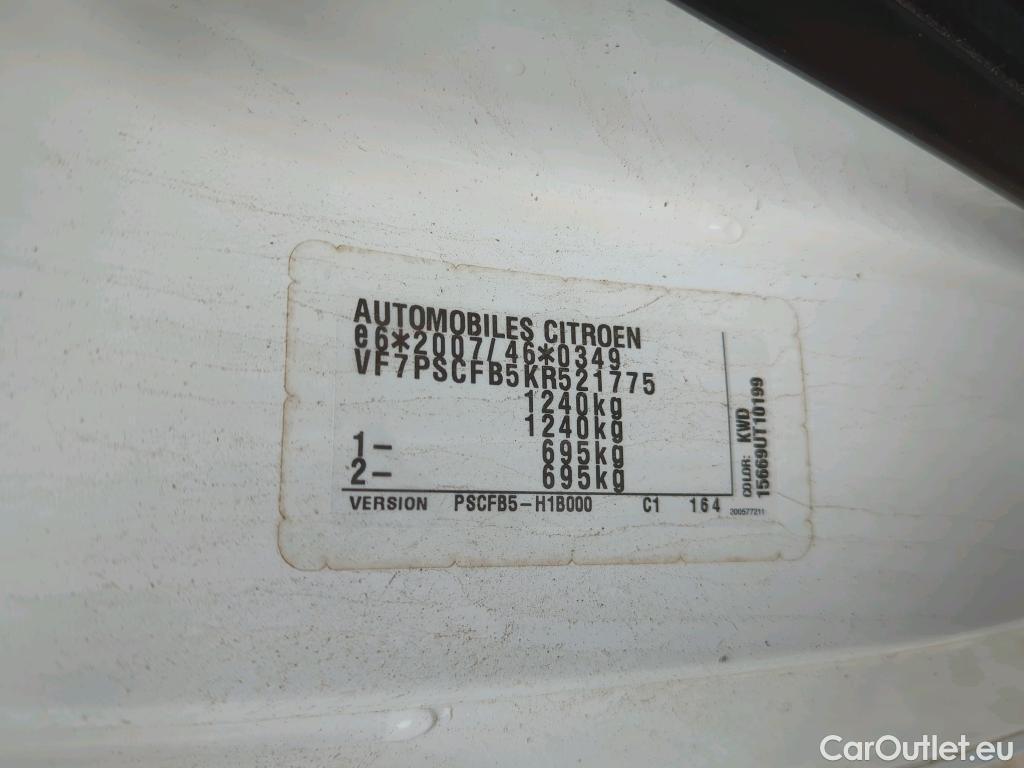 AUTOMOBILES CITROEN
e6*2007/46*0349
VF7PSCFB5KR521775
1240kg
1240kg
1- 695kg
2- 695kg
VERSION PSCFB5-H1B000 C1 164
COLOR: KWD
15669UT10199
200577211
CarOutlet.eu